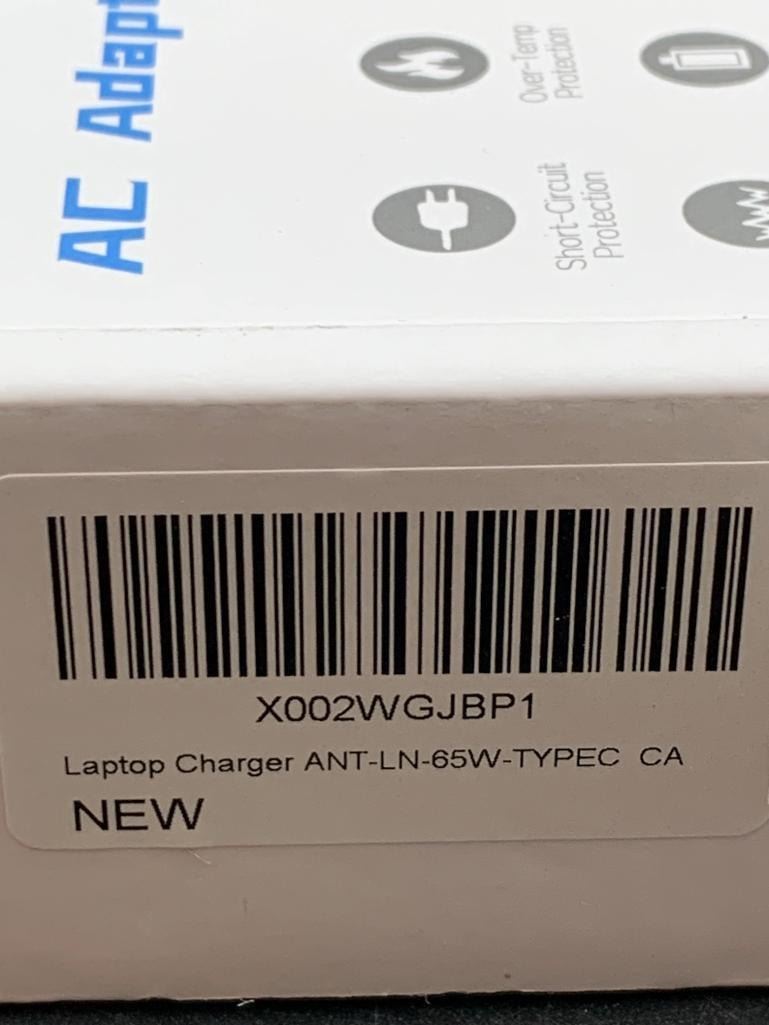 AC Adapt
Over-Temp
Protection
Short-Circuit
Protection
X002WGJBP1
Laptop Charger ANT-LN-65W-TYPEC CA
NEW